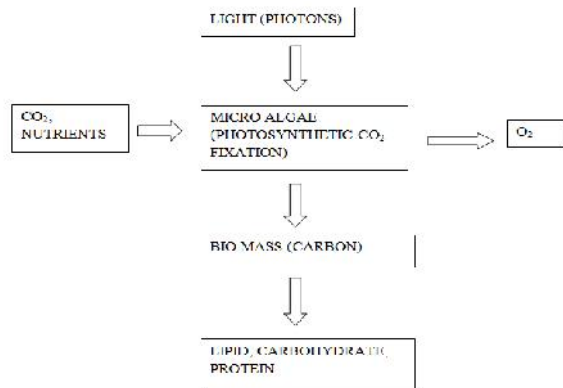 LIGHT (PHOTONS)
CO2,
NUTRIENTS
MICRO ALGAE
(PHOTOSYNTHETIC CO2
FIXATION)
O2
BIO MASS (CARBON)
LIPID, CARBOHYDRATE,
PROTEIN